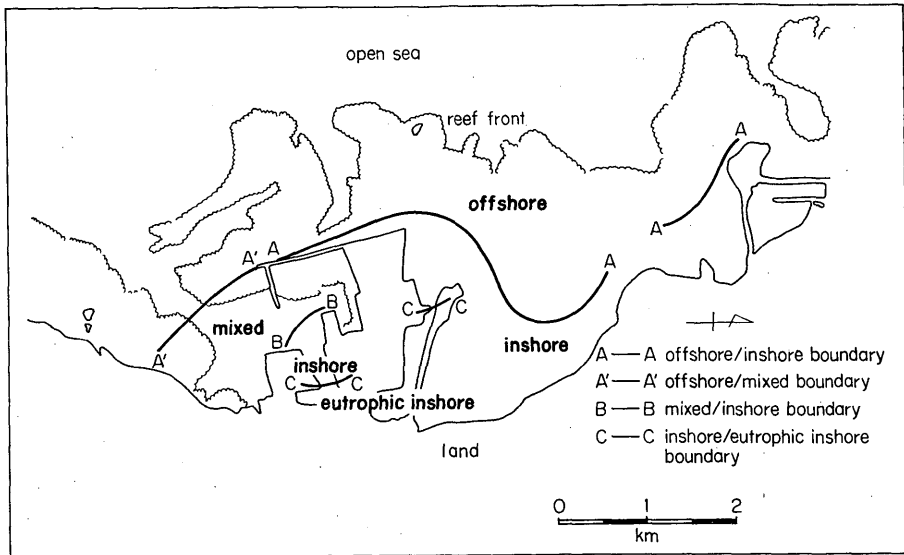 open sea
reef front
offshore
A
A
A' A
A
mixed
B
C C
B
inshore
A'
inshore
C C
eutrophic inshore
land
A — A offshore/inshore boundary
A' — A' offshore/mixed boundary
B — B mixed/inshore boundary
C — C inshore/eutrophic inshore
boundary
0 1 2
km